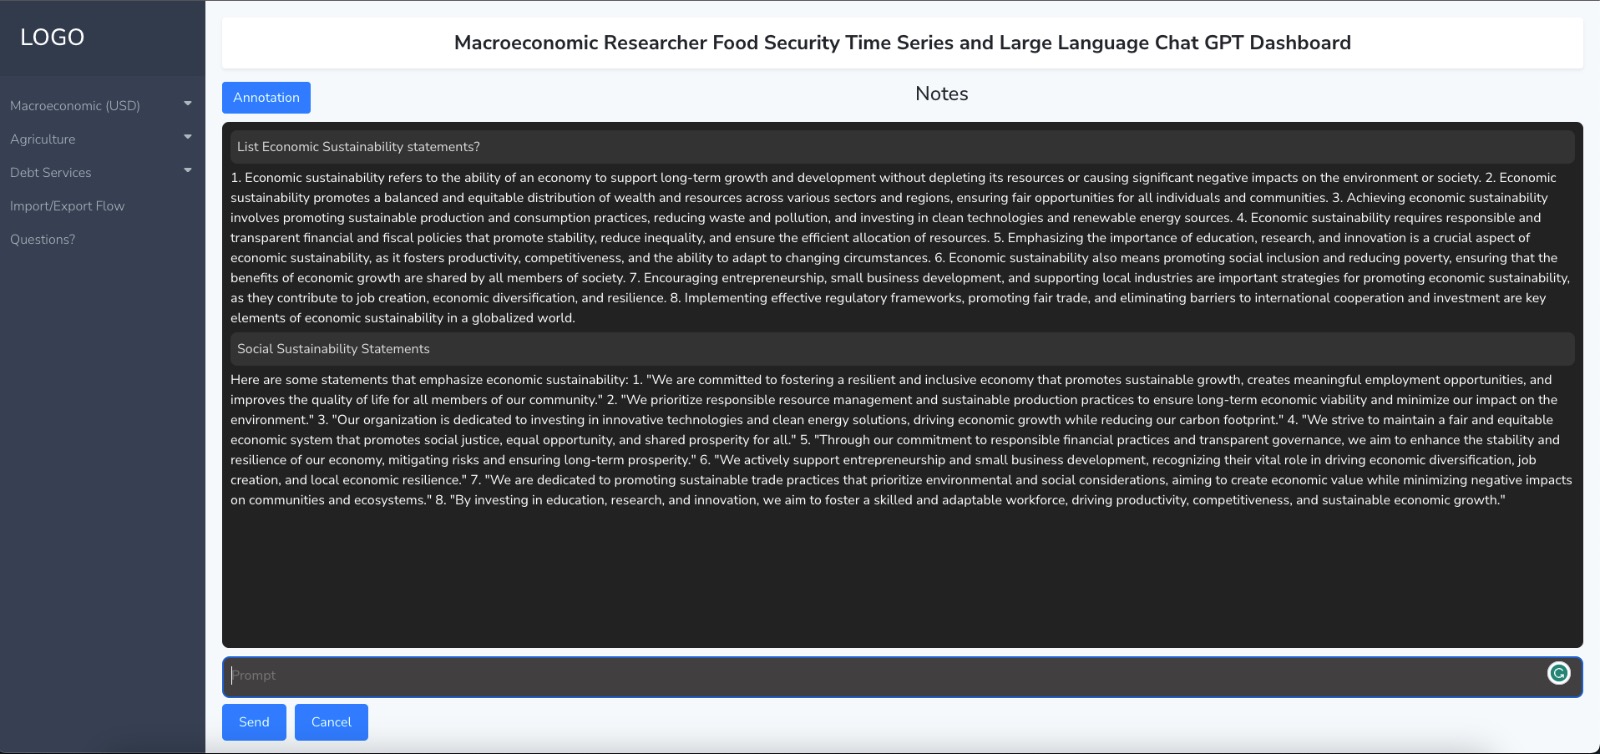 LOGO
Macroeconomic (USD)
Agriculture
Debt Services
Import/Export Flow
Questions?
Macroeconomic Researcher Food Security Time Series and Large Language Chat GPT Dashboard
Annotation
Notes
List Economic Sustainability statements?
1. Economic sustainability refers to the ability of an economy to support long-term growth and development without depleting its resources or causing significant negative impacts on the environment or society. 2. Economic
sustainability promotes a balanced and equitable distribution of wealth and resources across various sectors and regions, ensuring fair opportunities for all individuals and communities. 3. Achieving economic sustainability
involves promoting sustainable production and consumption practices, reducing waste and pollution, and investing in clean technologies and renewable energy sources. 4. Economic sustainability requires responsible and
transparent financial and fiscal policies that promote stability, reduce inequality, and ensure the efficient allocation of resources. 5. Emphasizing the importance of education, research, and innovation is a crucial aspect of
economic sustainability, as it fosters productivity, competitiveness, and the ability to adapt to changing circumstances. 6. Economic sustainability also means promoting social inclusion and reducing poverty, ensuring that the
benefits of economic growth are shared by all members of society. 7. Encouraging entrepreneurship, small business development, and supporting local industries are important strategies for promoting economic sustainability,
as they contribute to job creation, economic diversification, and resilience. 8. Implementing effective regulatory frameworks, promoting fair trade, and eliminating barriers to international cooperation and investment are key
elements of economic sustainability in a globalized world.
Social Sustainability Statements
Here are some statements that emphasize economic sustainability: 1. "We are committed to fostering a resilient and inclusive economy that promotes sustainable growth, creates meaningful employment opportunities, and
improves the quality of life for all members of our community." 2. "We prioritize responsible resource management and sustainable production practices to ensure long-term economic viability and minimize our impact on the
environment." 3. "Our organization is dedicated to investing in innovative technologies and clean energy solutions, driving economic growth while reducing our carbon footprint." 4. "We strive to maintain a fair and equitable
economic system that promotes social justice, equal opportunity, and shared prosperity for all." 5. "Through our commitment to responsible financial practices and transparent governance, we aim to enhance the stability and
resilience of our economy, mitigating risks and ensuring long-term prosperity." 6. "We actively support entrepreneurship and small business development, recognizing their vital role in driving economic diversification, job
creation, and local economic resilience." 7. "We are dedicated to promoting sustainable trade practices that prioritize environmental and social considerations, aiming to create economic value while minimizing negative impacts
on communities and ecosystems." 8. "By investing in education, research, and innovation, we aim to foster a skilled and adaptable workforce, driving productivity, competitiveness, and sustainable economic growth."
Prompt
Send
Cancel